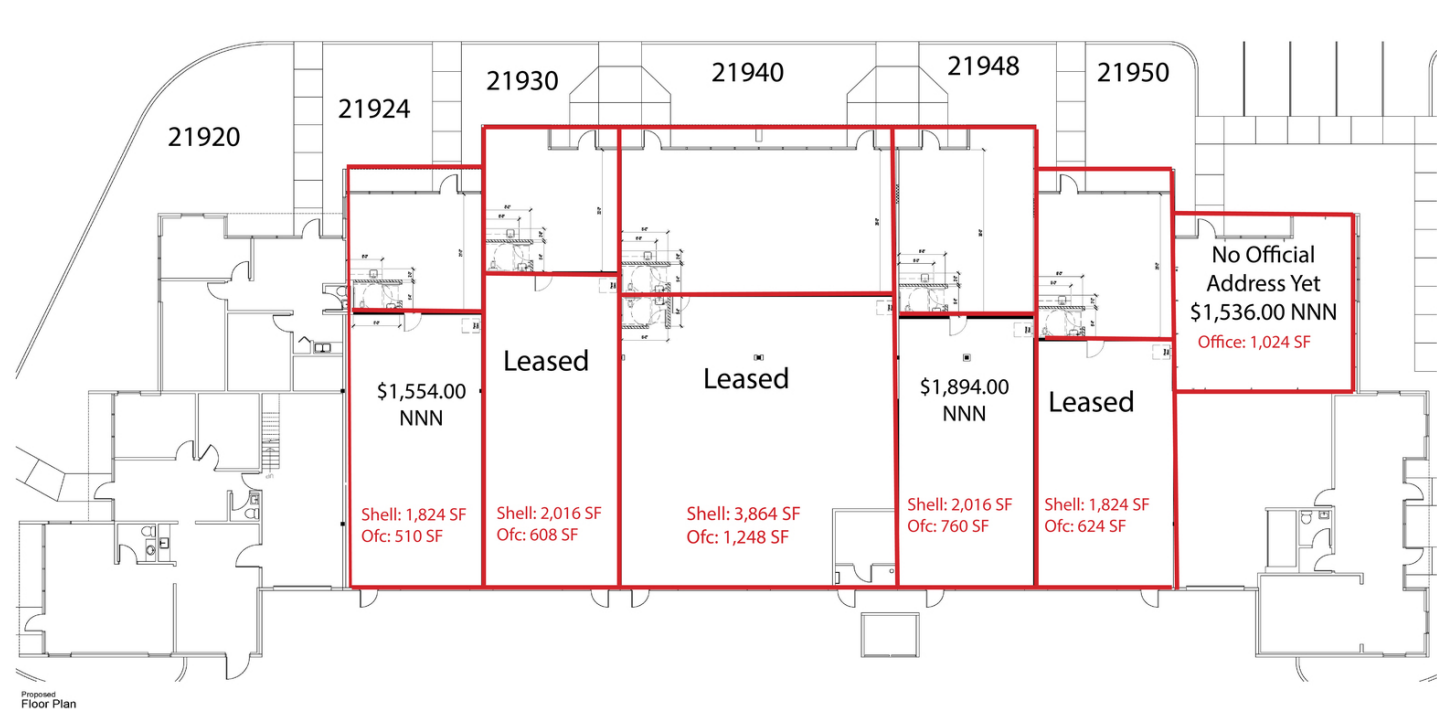 21920
21924
21930
21940
21948
21950
No Official
Address Yet
$1,536.00 NNN
Office: 1,024 SF
$1,554.00
NNN
Leased
Leased
$1,894.00
NNN
Leased
Shell: 1,824 SF
Ofc: 510 SF
Shell: 2,016 SF
Ofc: 608 SF
Shell: 3,864 SF
Ofc: 1,248 SF
Shell: 2,016 SF
Ofc: 760 SF
Shell: 1,824 SF
Ofc: 624 SF
Proposed
Floor Plan